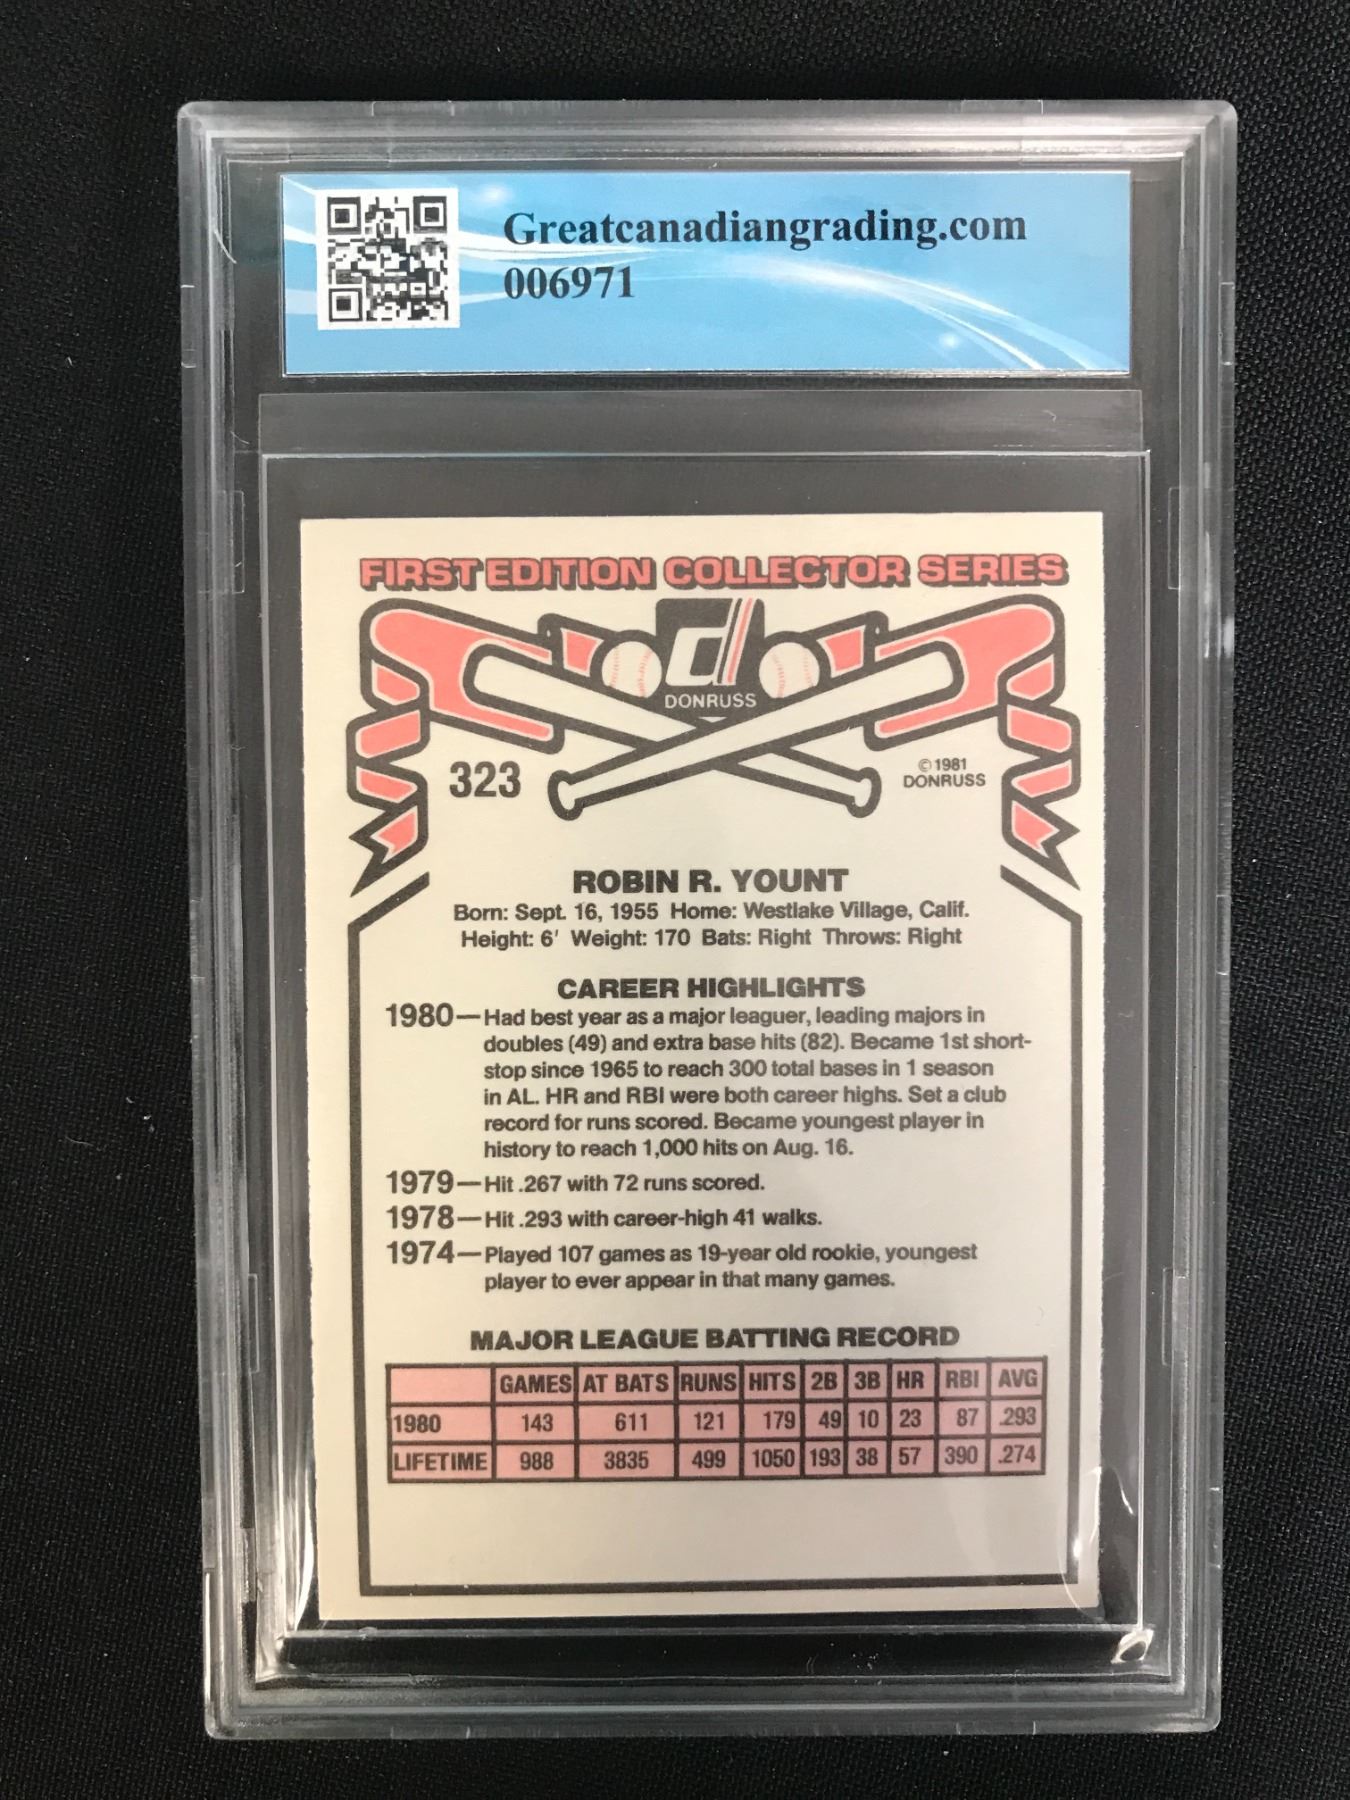 Greatcanadiangrading.com
006971
FIRST EDITION COLLECTOR SERIES
d
DONRUSS
323
©1981
DONRUSS
ROBIN R. YOUNT
Born: Sept. 16, 1955 Home: Westlake Village, Calif.
Height: 6' Weight: 170 Bats: Right Throws: Right
CAREER HIGHLIGHTS
1980—Had best year as a major leaguer, leading majors in
doubles (49) and extra base hits (82). Became 1st short-
stop since 1965 to reach 300 total bases in 1 season
in AL. HR and RBI were both career highs. Set a club
record for runs scored. Became youngest player in
history to reach 1,000 hits on Aug. 16.
1979—Hit .267 with 72 runs scored.
1978—Hit .293 with career-high 41 walks.
1974—Played 107 games as 19-year old rookie, youngest
player to ever appear in that many games.
MAJOR LEAGUE BATTING RECORD
GAMES AT BATS RUNS HITS 2B 3B HR RBI AVG
1980 143 611 121 179 49 10 23 87 .293
LIFETIME 988 3835 499 1050 193 38 57 390 .274